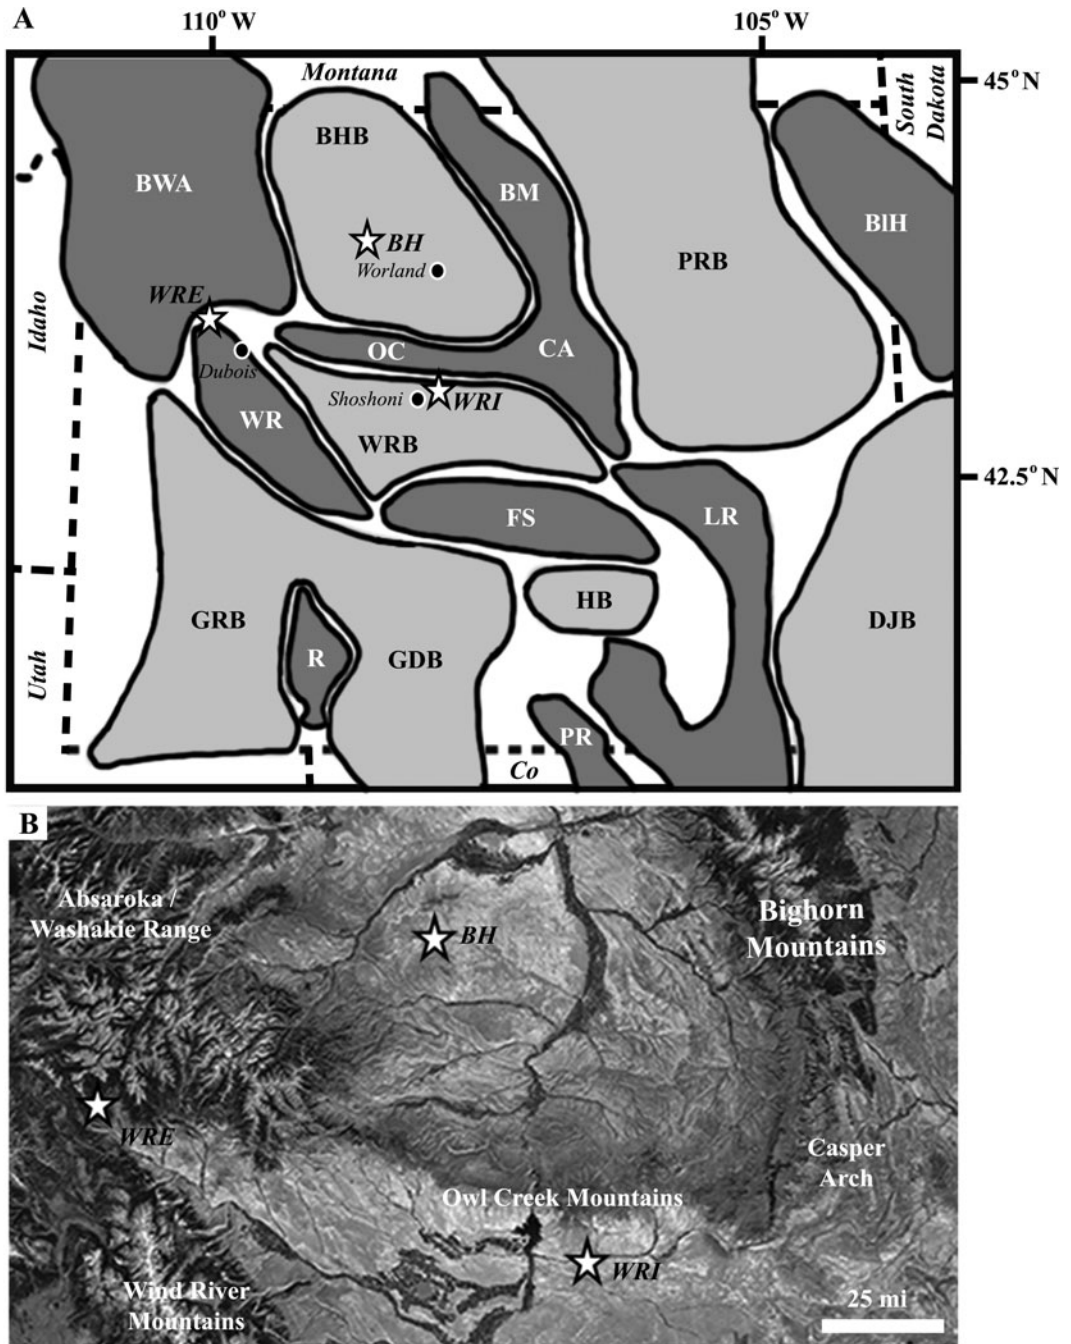 A
110° W
105° W
Montana
45° N
South
Dakota
BHB
BWA
BM
BlH
BH
PRB
Worland
WRE
Idaho
OC
CA
Dubois
Shoshoni
WRI
WR
WRB
42.5° N
FS
LR
HB
GRB
DJB
R
GDB
Utah
PR
Co
B
Absaroka /
Washakie Range
Bighorn
Mountains
BH
WRE
Casper
Arch
Owl Creek Mountains
WRI
Wind River
Mountains
25 mi